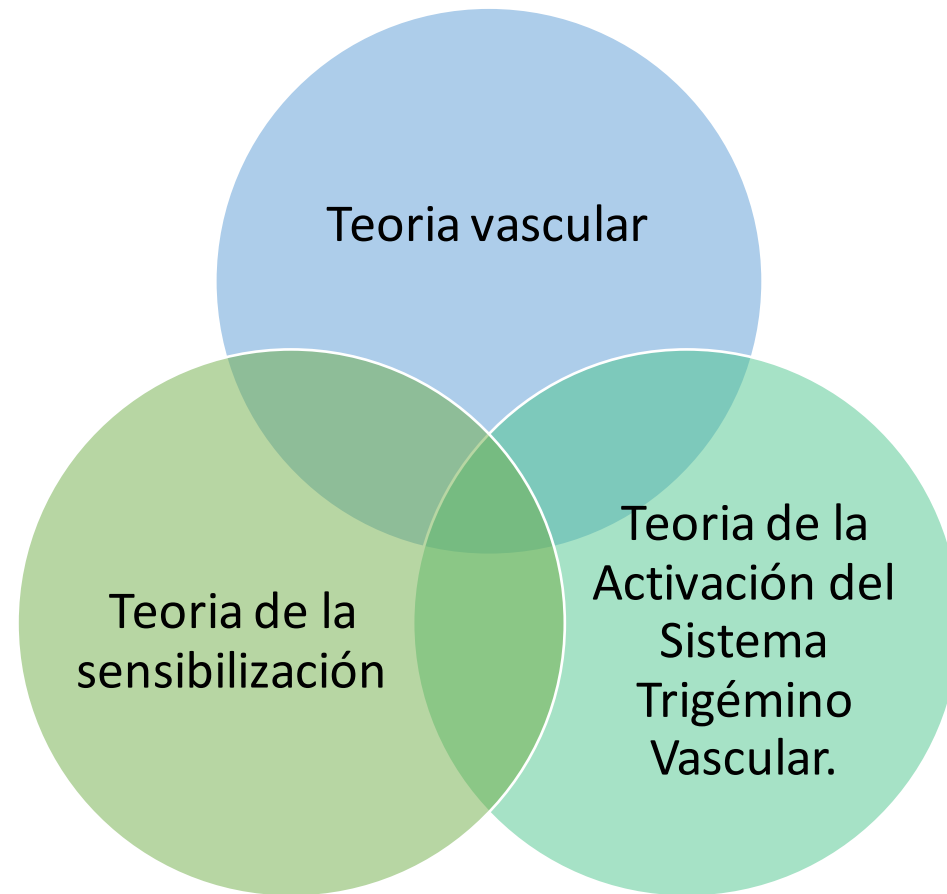 Teoria vascular
Teoria de la
sensibilización
Teoria de la
Activación del
Sistema
Trigémino
Vascular.